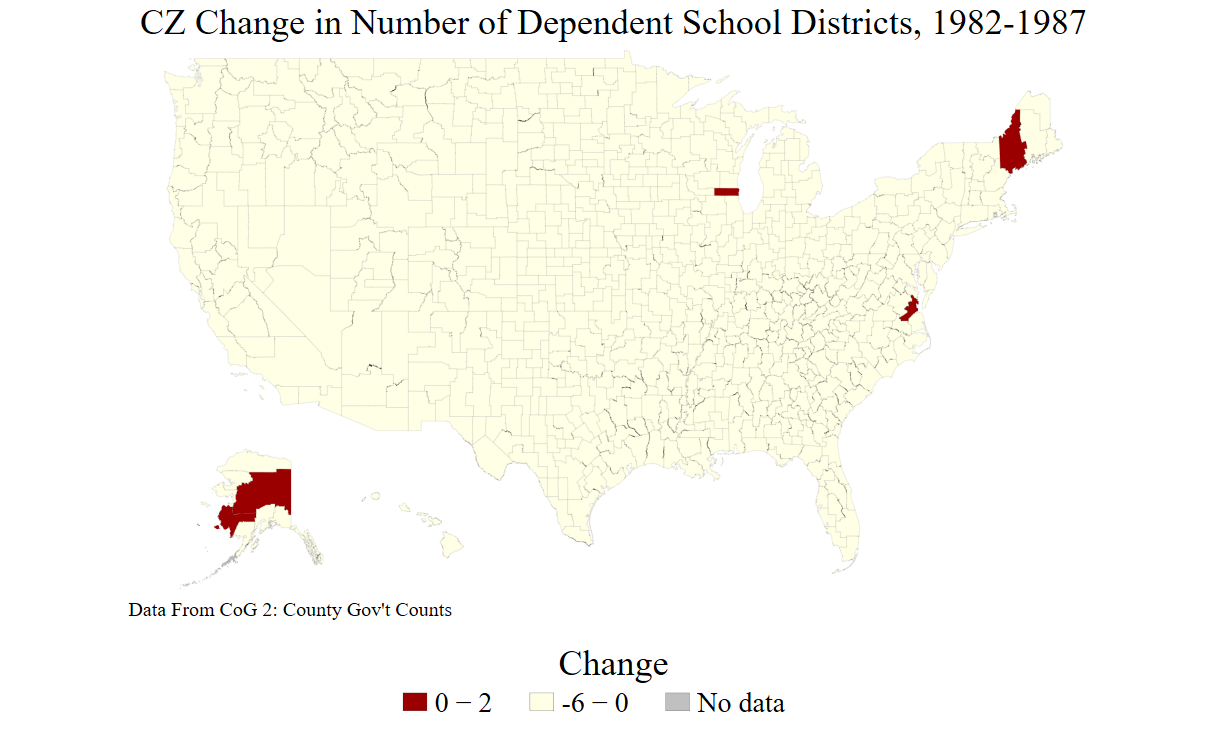 CZ Change in Number of Dependent School Districts, 1982-1987
Data From CoG 2: County Gov't Counts
Change
0 − 2 -6 − 0 No data